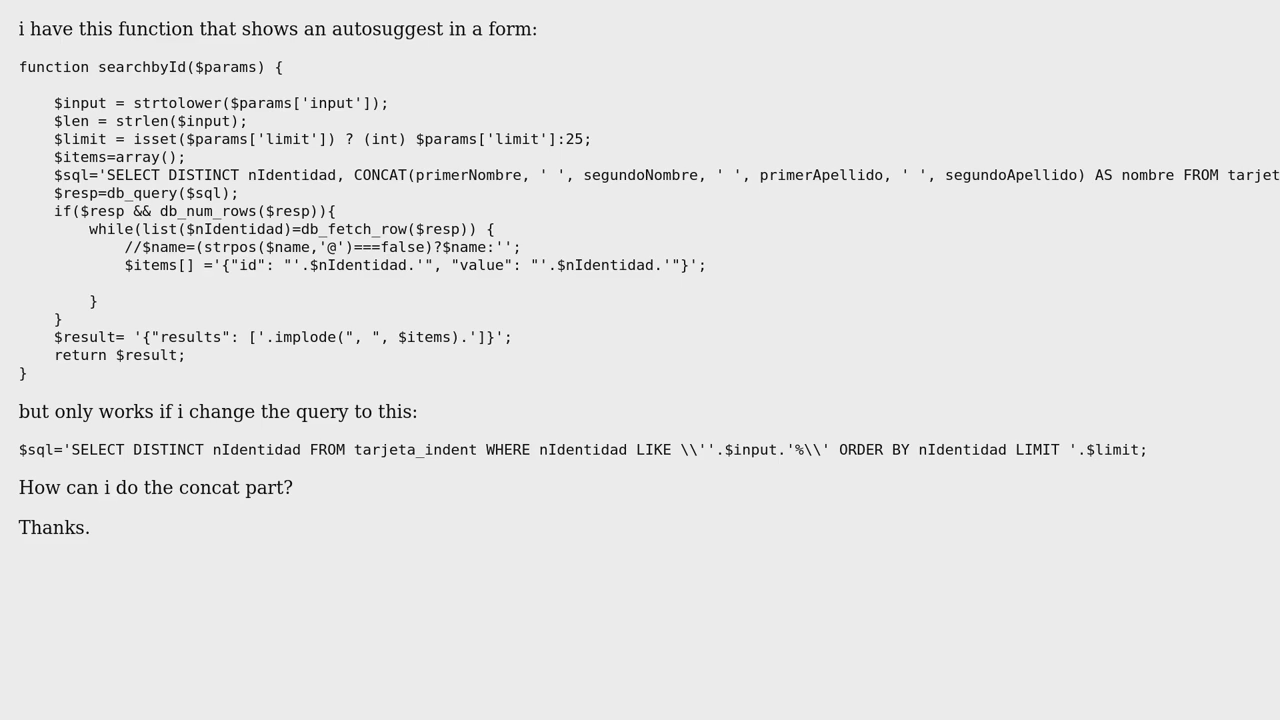 i have this function that shows an autosuggest in a form:
function searchbyId($params) {
    $input = strtolower($params['input']);
    $len = strlen($input);
    $limit = isset($params['limit']) ? (int) $params['limit']:25;
    $items=array();
    $sql='SELECT DISTINCT nIdentidad, CONCAT(primerNombre, ' ', segundoNombre, ' ', primerApellido, ' ', segundoApellido) AS nombre FROM tarjet
    $resp=db_query($sql);
    if($resp && db_num_rows($resp)){
        while(list($nIdentidad)=db_fetch_row($resp)) {
            //$name=(strpos($name,'@')===false)?$name:'';
            $items[] ='{"id": "'.$nIdentidad.'", "value": "'.$nIdentidad.'"}';
        }
    }
    $result= '{"results": ['.implode(", ", $items).']}';
    return $result;
}
but only works if i change the query to this:
$sql='SELECT DISTINCT nIdentidad FROM tarjeta_indent WHERE nIdentidad LIKE \\''.$input.'%\\' ORDER BY nIdentidad LIMIT '.$limit;
How can i do the concat part?
Thanks.